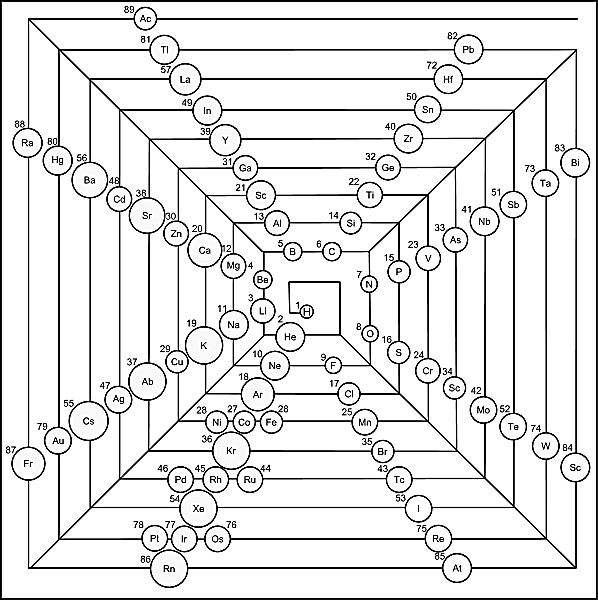 89 Ac
81 Tl 82 Pb
57 La 72 Hf
49 In 50 Sn
39 Y 40 Zr
88 Ra 80 Hg 56 Ba 48 Cd 38 Sr 30 Zn 20 Ca 12 Mg 4 Be
31 Ga 32 Ge
21 Sc 22 Ti
13 Al 14 Si
5 B 6 C
7 N 15 P 23 V 33 As 41 Nb 51 Sb 73 Ta 83 Bi
1 H
3 LI 11 Na 19 K 29 Cu 37 Ab 47 Ag 55 Cs 79 Au 87 Fr
2 He 8 O 16 S 24 Cr 34 Sc 42 Mo 52 Te 74 W 84 Sc
10 Ne 9 F
18 Ar 17 Cl
28 Ni 27 Co 28 Fe 25 Mn
36 Kr 35 Br
46 Pd 45 Rh 44 Ru 43 Tc
54 Xe 53 I
78 Pt 77 Ir 76 Os 75 Re
86 Rn 85 At